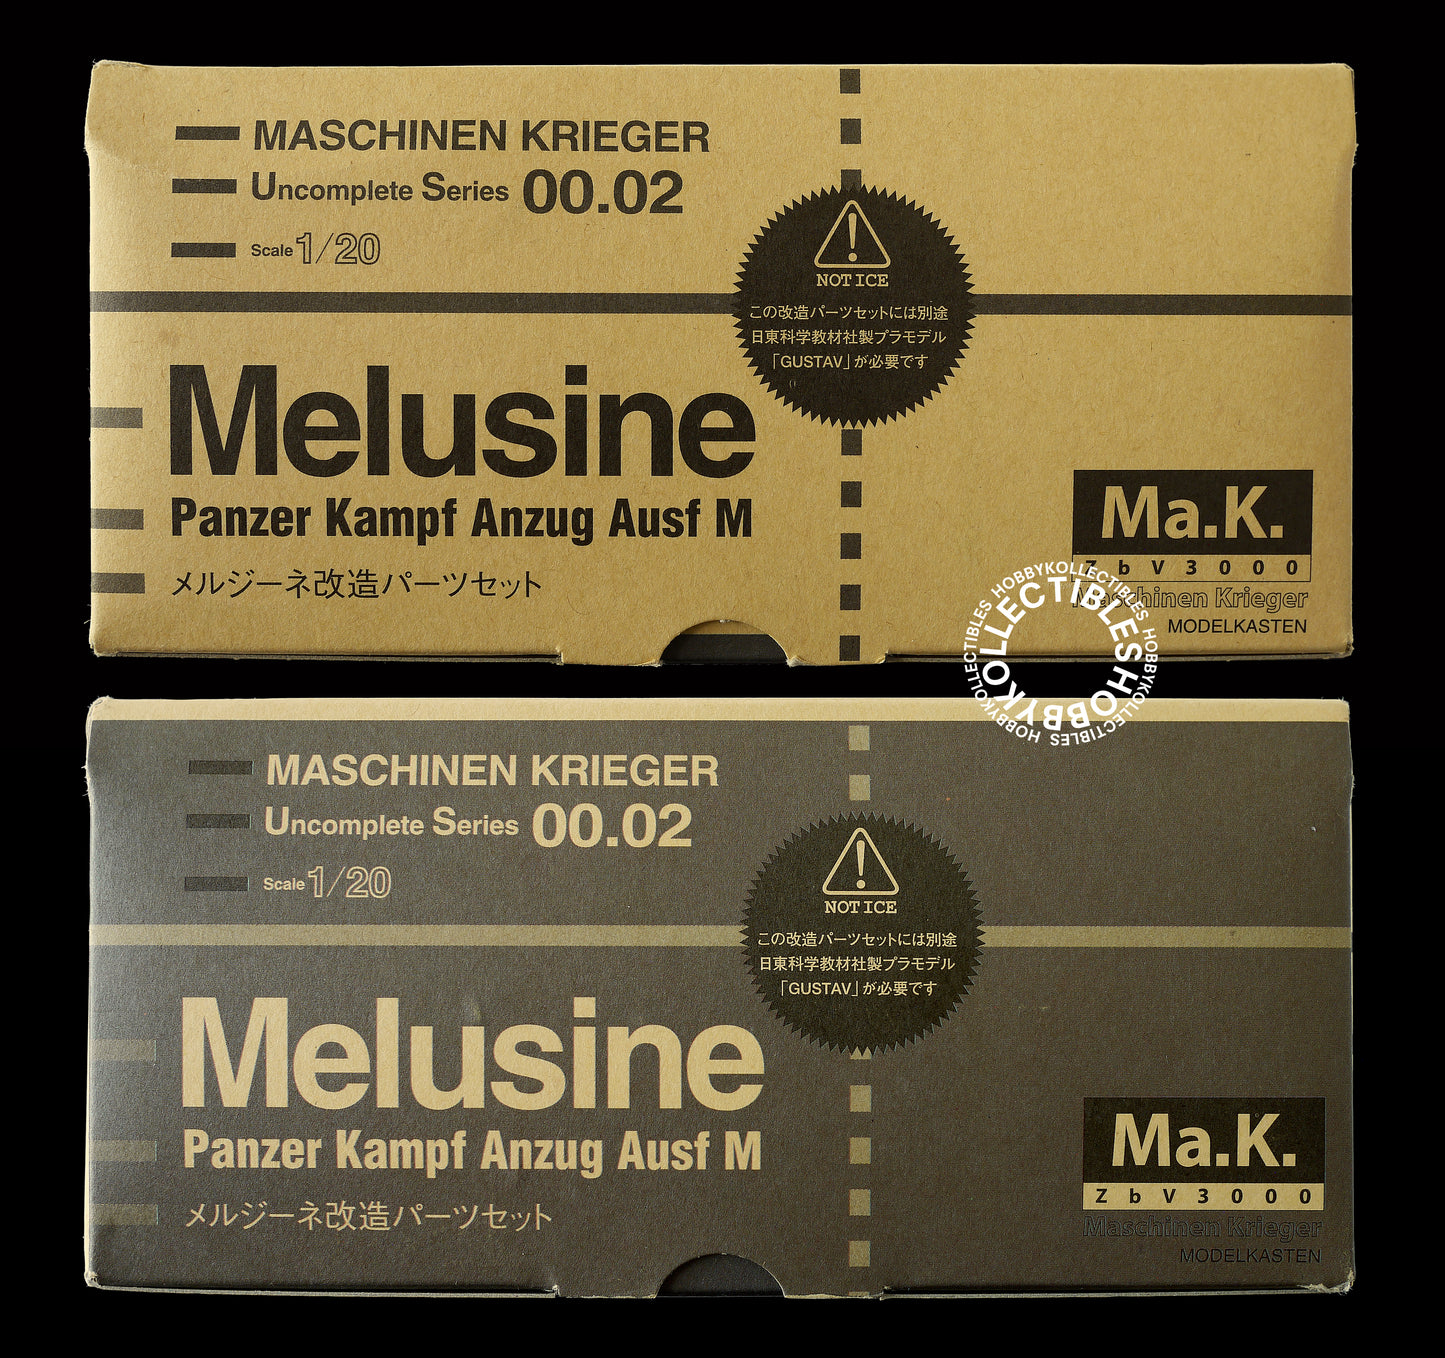 MASCHINEN KRIEGER
Uncomplete Series 00.02
Scale 1/20
NOTICE
この改造パーツセットには別途
日東科学教材社製プラモデル
「GUSTAV」が必要です
Melusine
Panzer Kampf Anzug Ausf M
メルジーネ改造パーツセット
Ma.K.
ZbV3000
Maschinen Krieger
MODELKASTEN
HOBBYKOLLECTIBLES HOBBYKOLLECTIBLES HOBBYKOLLECTIBLES
HOBBYKOLLECTIBLES
MASCHINEN KRIEGER
Uncomplete Series 00.02
Scale 1/20
NOTICE
この改造パーツセットには別途
日東科学教材社製プラモデル
「GUSTAV」が必要です
Melusine
Panzer Kampf Anzug Ausf M
メルジーネ改造パーツセット
Ma.K.
ZbV3000
Maschinen Krieger
MODELKASTEN